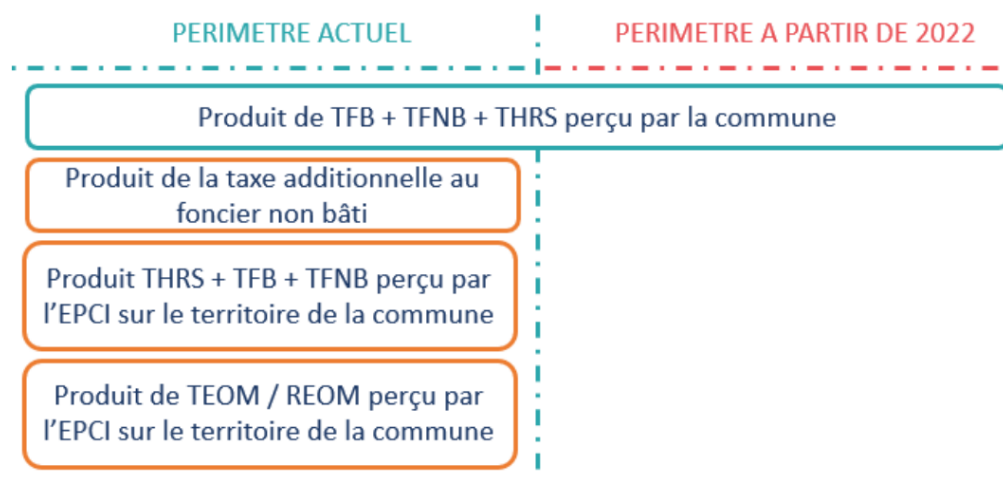 PERIMETRE ACTUEL
PERIMETRE A PARTIR DE 2022
Produit de TFB + TFNB + THRS perçu par la commune
Produit de la taxe additionnelle au
foncier non bâti
Produit THRS + TFB + TFNB perçu par
l’EPCI sur le territoire de la commune
Produit de TEOM / REOM perçu par
l’EPCI sur le territoire de la commune